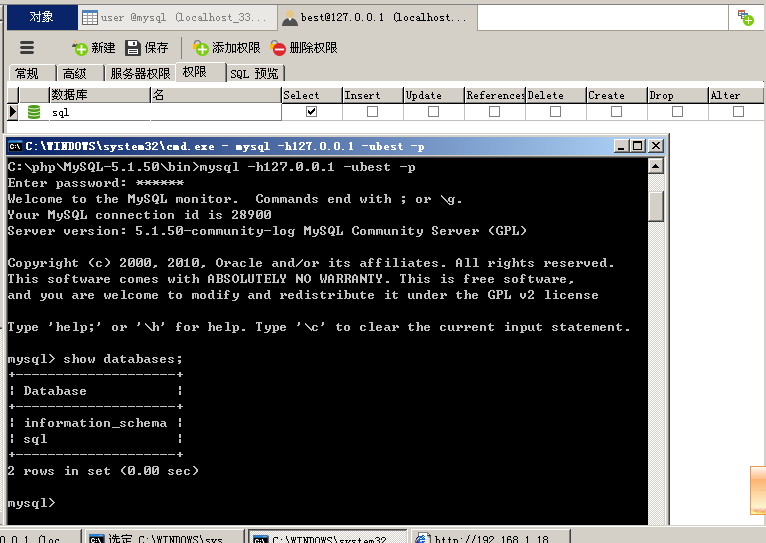 对象 user @mysql (localhost_33... best@127.0.0.1 (localhost...
新建 保存 添加权限 删除权限
常规 高级 服务器权限 权限 SQL 预览
数据库 名 Select Insert Update References Delete Create Drop Alter
sql
C:\WINDOWS\system32\cmd.exe - mysql -h127.0.0.1 -ubest -p
C:\php\MySQL-5.1.50\bin>mysql -h127.0.0.1 -ubest -p
Enter password: ******
Welcome to the MySQL monitor.  Commands end with ; or \g.
Your MySQL connection id is 28900
Server version: 5.1.50-community-log MySQL Community Server (GPL)
Copyright (c) 2000, 2010, Oracle and/or its affiliates. All rights reserved.
This software comes with ABSOLUTELY NO WARRANTY. This is free software,
and you are welcome to modify and redistribute it under the GPL v2 license
Type 'help;' or '\h' for help. Type '\c' to clear the current input statement.
mysql> show databases;
+--------------------+
| Database           |
+--------------------+
| information_schema |
| sql                |
+--------------------+
2 rows in set (0.00 sec)
mysql>
.0.0.1 (loc... 选定 C:\WINDOWS\sys... C:\WINDOWS\system32... http://192.168.1.18...